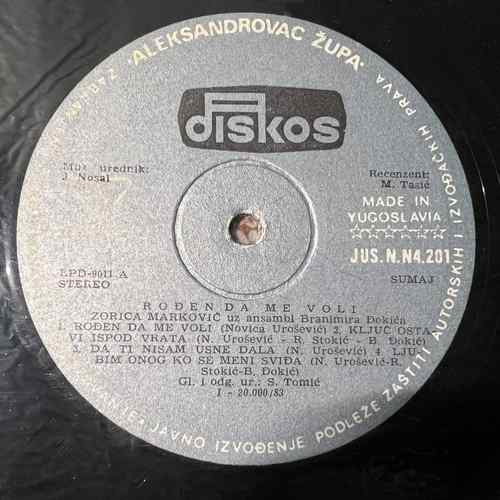 "ALEKSANDROVAC ŽUPA"
diskos
Muz. urednik:
J. Nosal
Recenzent:
M. Tasić
MADE IN
YUGOSLAVIA
JUS.N.N4.201
LPD-9011 A
STEREO
SUMAJ
ROĐEN DA ME VOLI
ZORICA MARKOVIĆ uz ansambl Branimira Đokića
1. ROĐEN DA ME VOLI (Novica Urošević) 2. KLJUČ OSTA
VI ISPOD VRATA (N. Urošević - R. Stokić - B. Đokić)
3. DA TI NISAM USNE DALA (N. Urošević) 4. LJU
BIM ONOG KO SE MENI SVIĐA (N. Urošević-R.
Stokić-B. Đokić)
Gl. i odg. ur.: S. Tomić
I - 20.000/83
JAVNO IZVOĐENJE PODLEŽE ZAŠTITI AUTORSKIH I IZVOĐAČKIH PRAVA